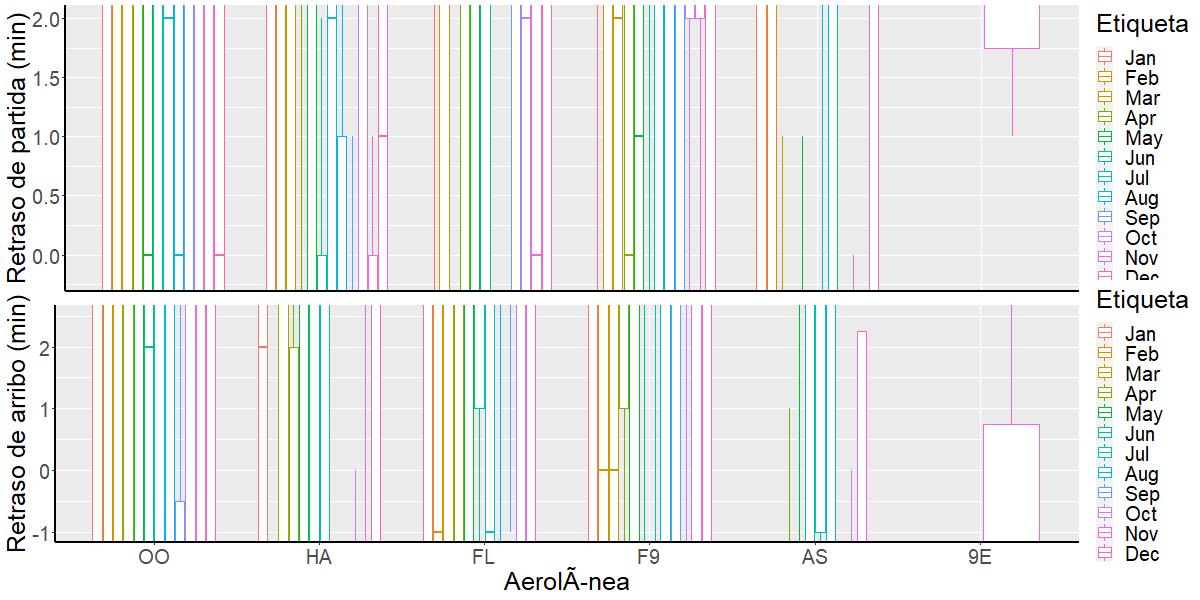 Retraso de partida (min)
2.0
1.5
1.0
0.5
0.0
Etiqueta
Jan
Feb
Mar
Apr
May
Jun
Jul
Aug
Sep
Oct
Nov
Dec
Retraso de arribo (min)
2
1
0
-1
OO
HA
FL
F9
AS
9E
AerolÃ-nea
Etiqueta
Jan
Feb
Mar
Apr
May
Jun
Jul
Aug
Sep
Oct
Nov
Dec